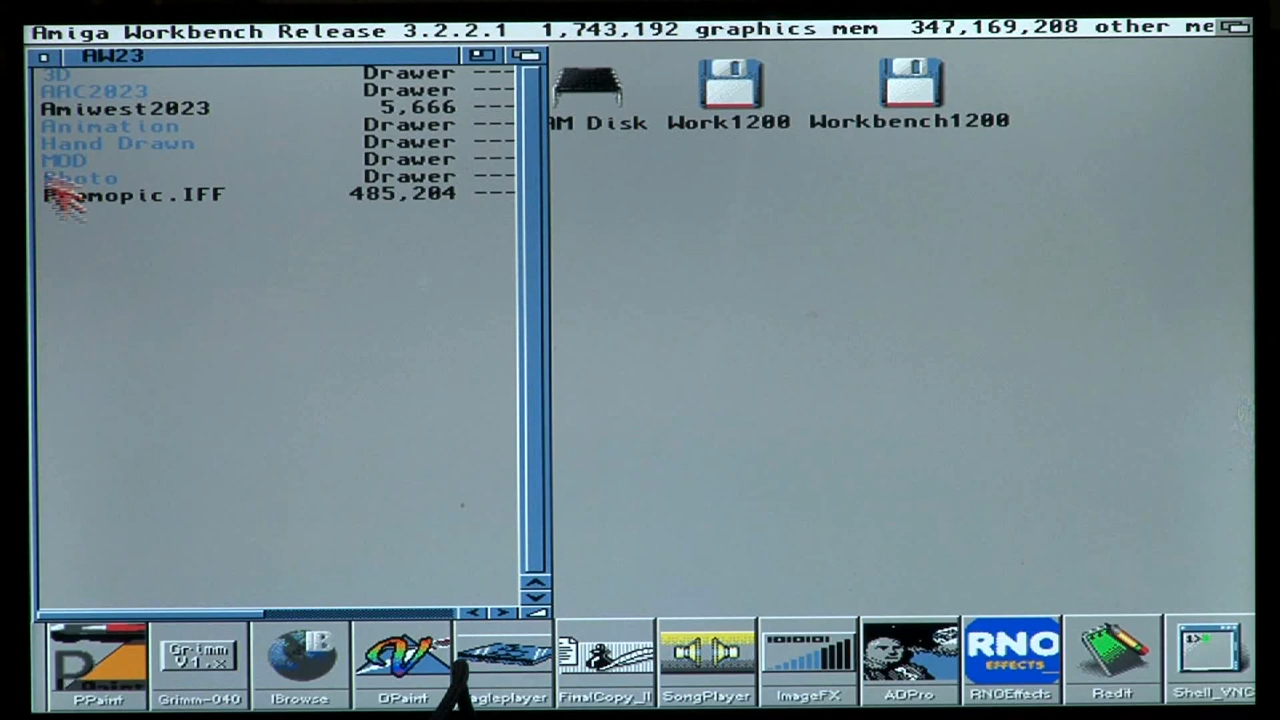 Amiga Workbench Release 3.2.2.1 1,743,192 graphics mem 347,169,208 other me
AW23
3D Drawer ---
AAC2023 Drawer ---
Amiwest2023 5,666 ---
Animation Drawer ---
Hand Drawn Drawer ---
MOD Drawer ---
Photo Drawer ---
Promopic.IFF 485,204 ---
AM Disk
Work1200
Workbench1200
Grimm
V1.x
B
RNO
EFFECTS
1>
PPaint
Grimm-040
IBrowse
DPaint
agleplayer
FinalCopy_II
SongPlayer
ImageFX
ADPro
RNOEffects
Redit
Shell_VNC